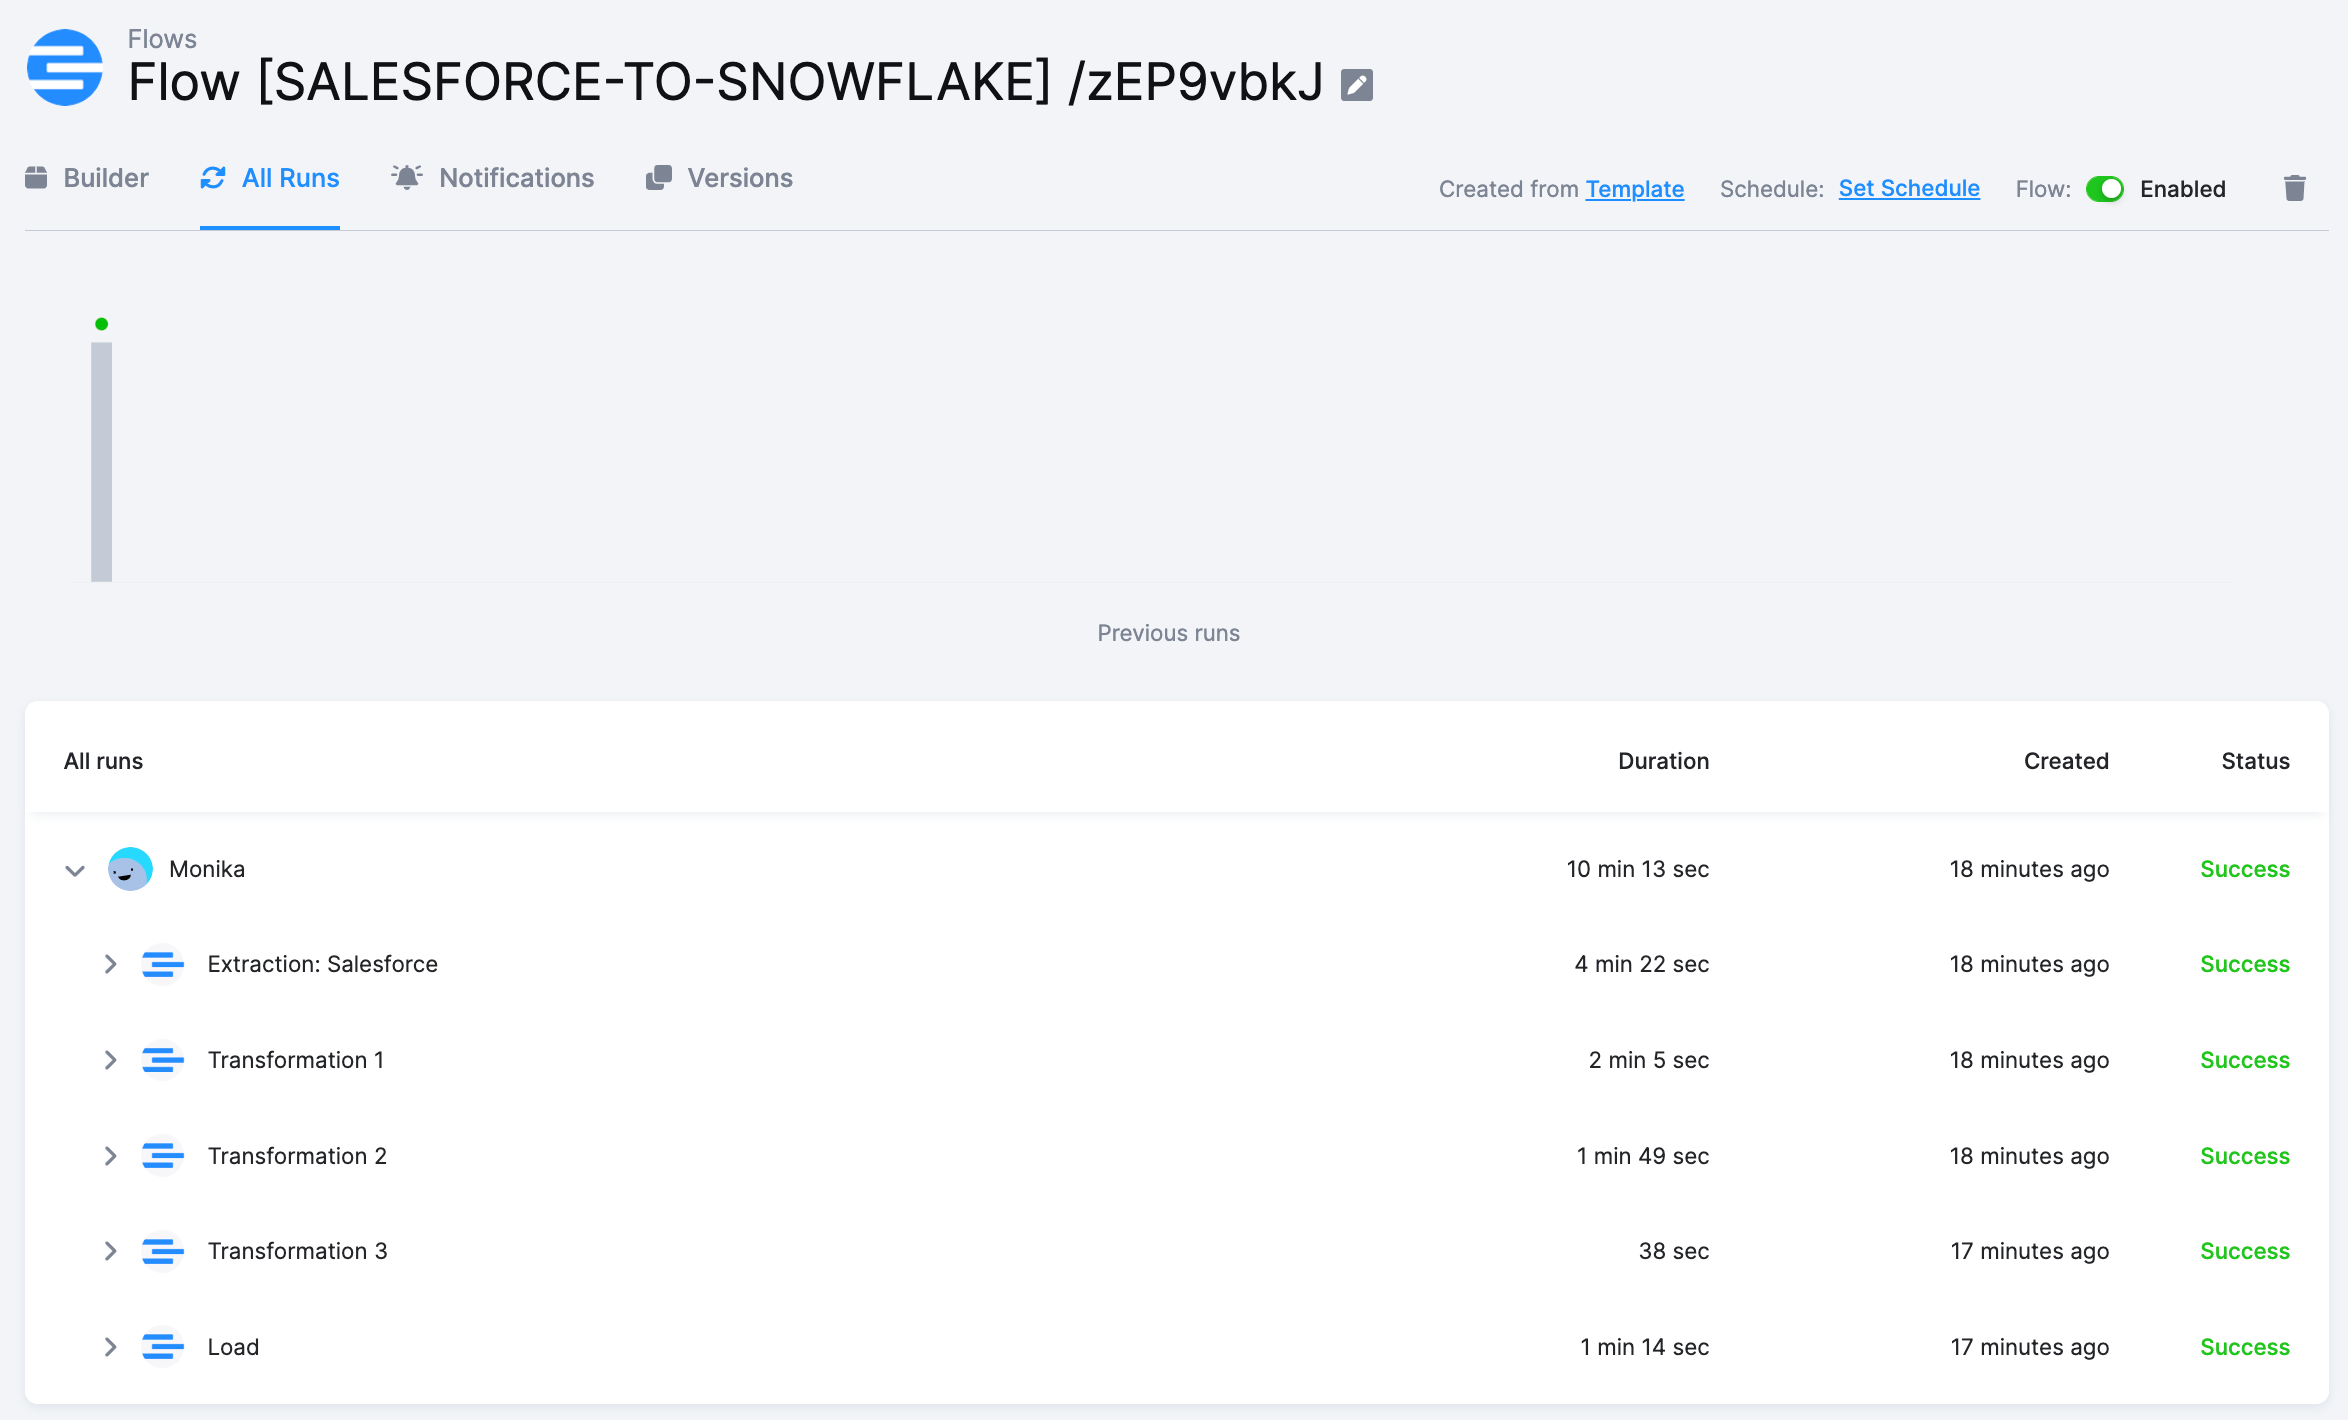 Flows
Flow [SALESFORCE-TO-SNOWFLAKE] /zEP9vbkJ
Builder All Runs Notifications Versions Created from Template Schedule: Set Schedule Flow: Enabled
Previous runs
All runs Duration Created Status
Monika 10 min 13 sec 18 minutes ago Success
Extraction: Salesforce 4 min 22 sec 18 minutes ago Success
Transformation 1 2 min 5 sec 18 minutes ago Success
Transformation 2 1 min 49 sec 18 minutes ago Success
Transformation 3 38 sec 17 minutes ago Success
Load 1 min 14 sec 17 minutes ago Success